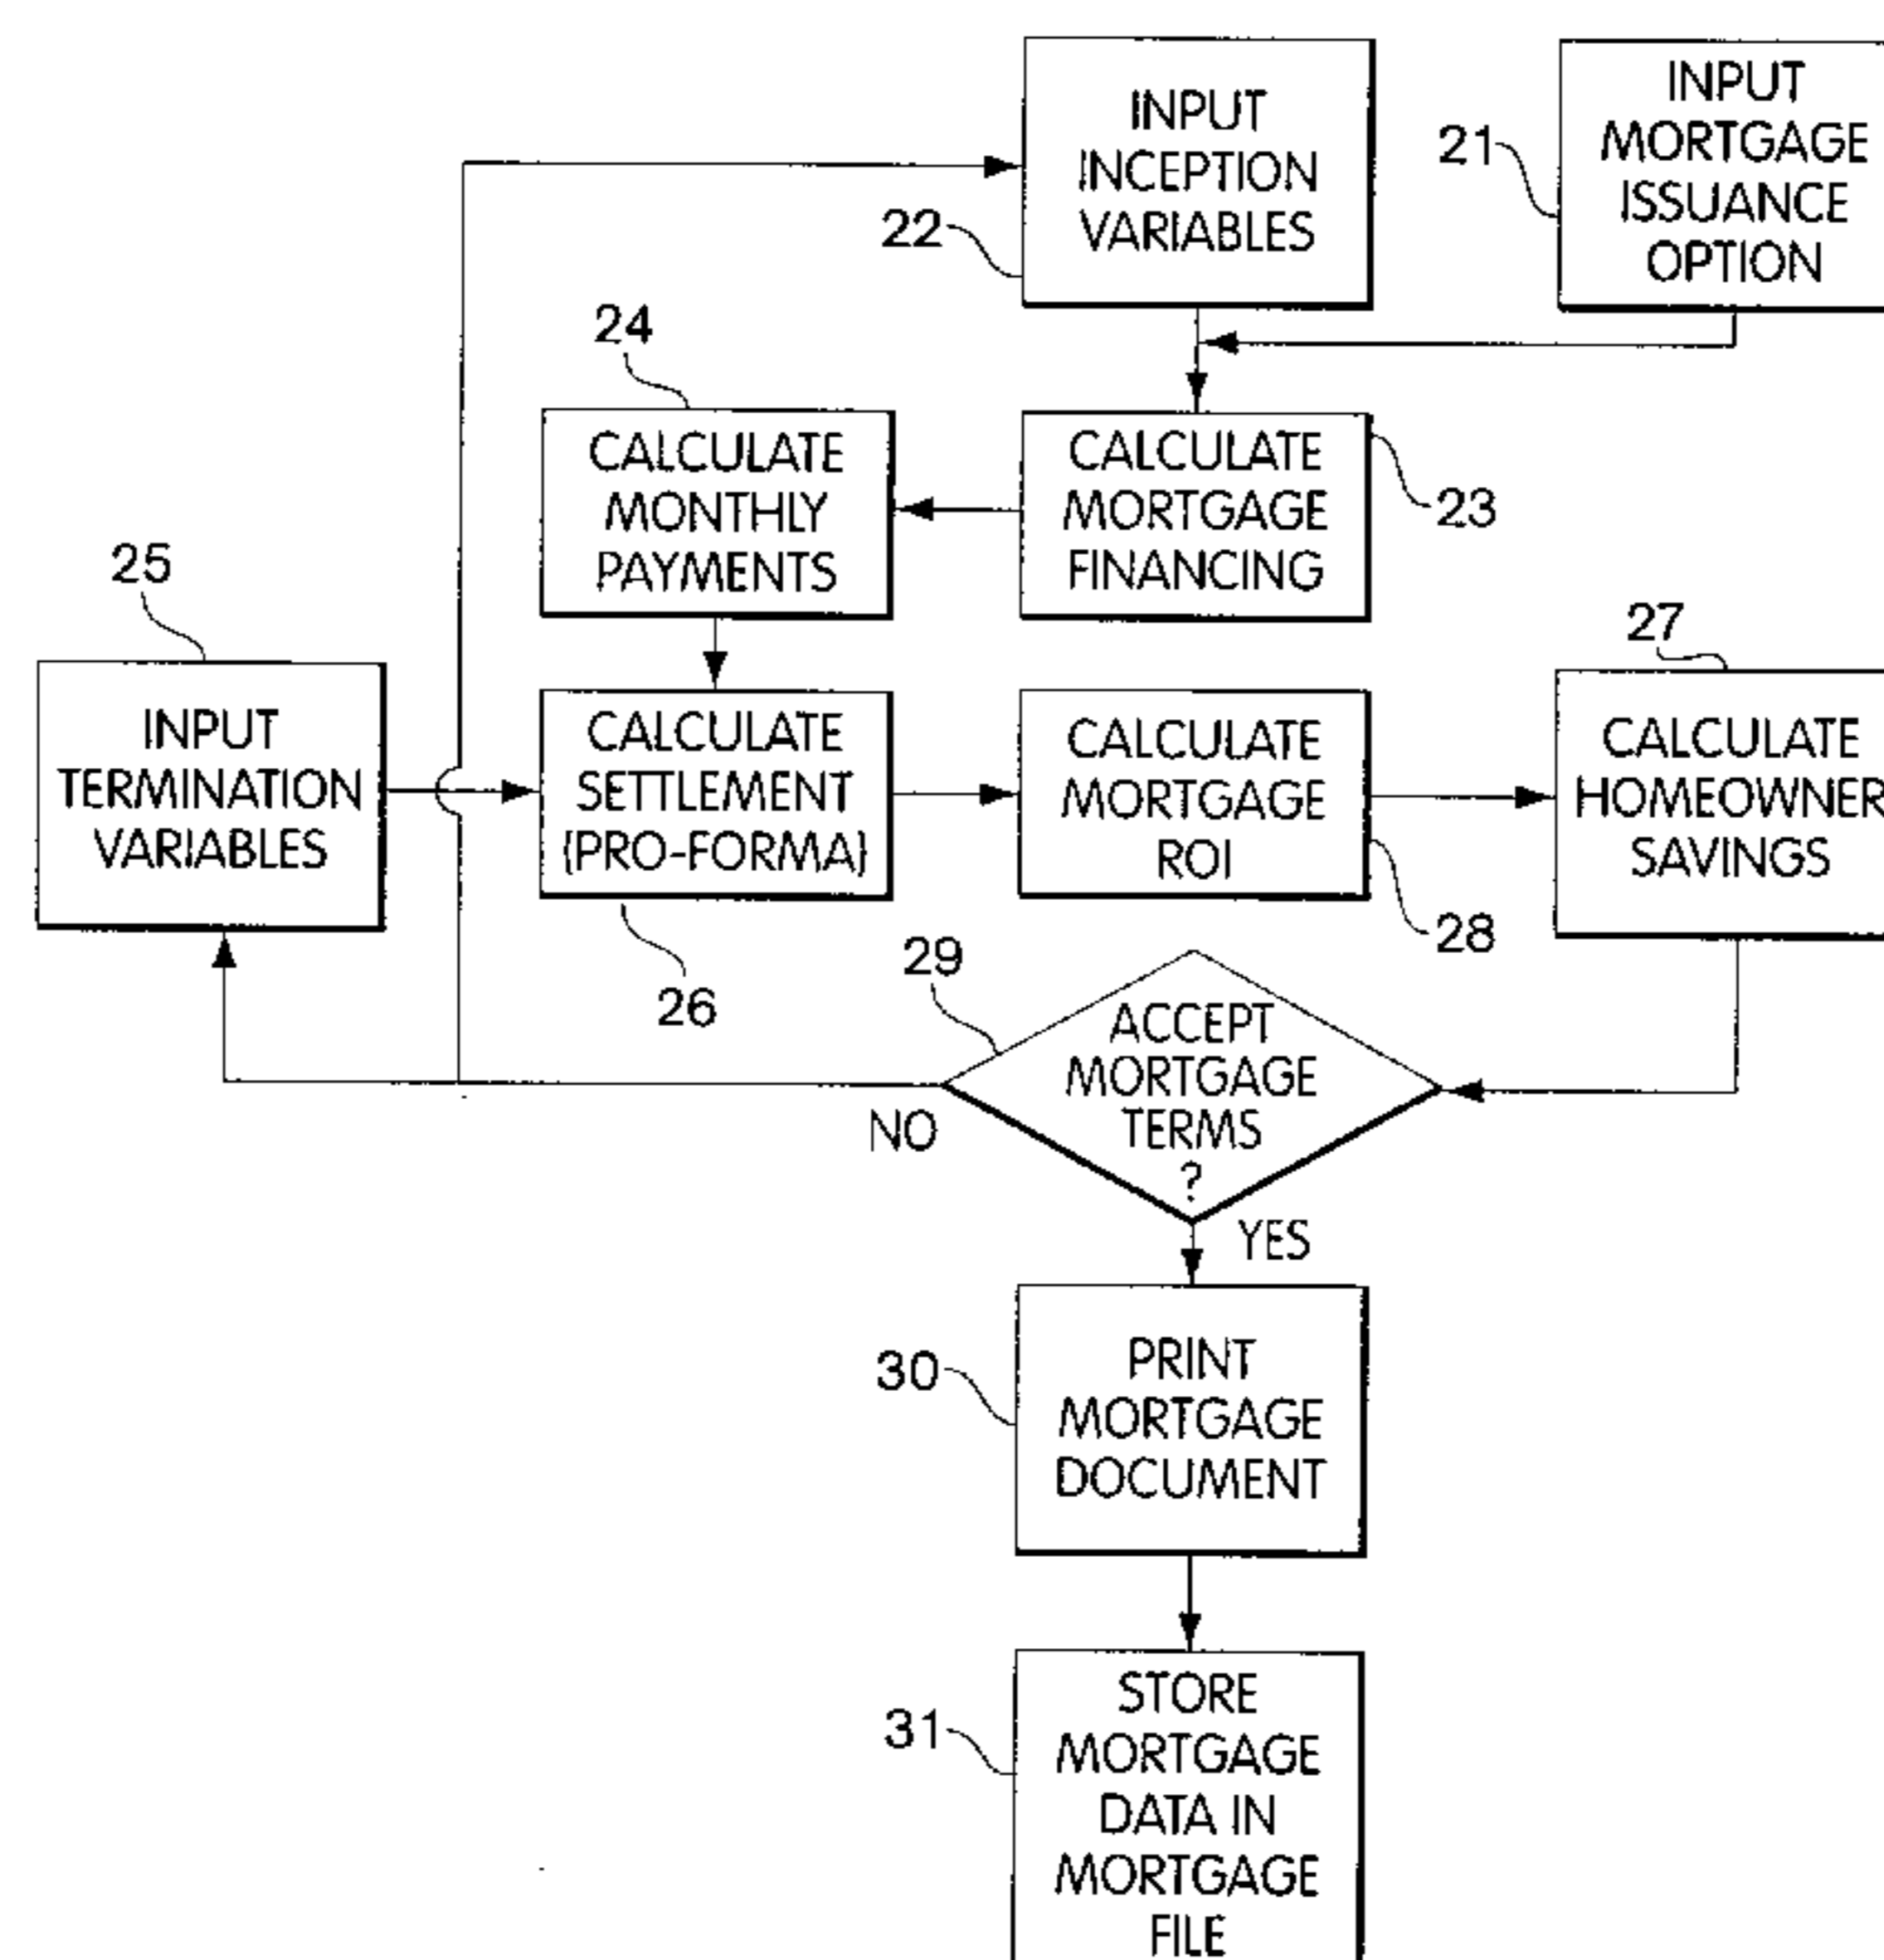 INPUT
INCEPTION
VARIABLES
22
INPUT
MORTGAGE
ISSUANCE
OPTION
21
24
CALCULATE
MONTHLY
PAYMENTS
CALCULATE
MORTGAGE
FINANCING
23
25
INPUT
TERMINATION
VARIABLES
CALCULATE
SETTLEMENT
(PRO-FORMA)
26
CALCULATE
MORTGAGE
ROI
28
27
CALCULATE
HOMEOWNER
SAVINGS
29
ACCEPT
MORTGAGE
TERMS
?
NO
YES
30
PRINT
MORTGAGE
DOCUMENT
31
STORE
MORTGAGE
DATA IN
MORTGAGE
FILE